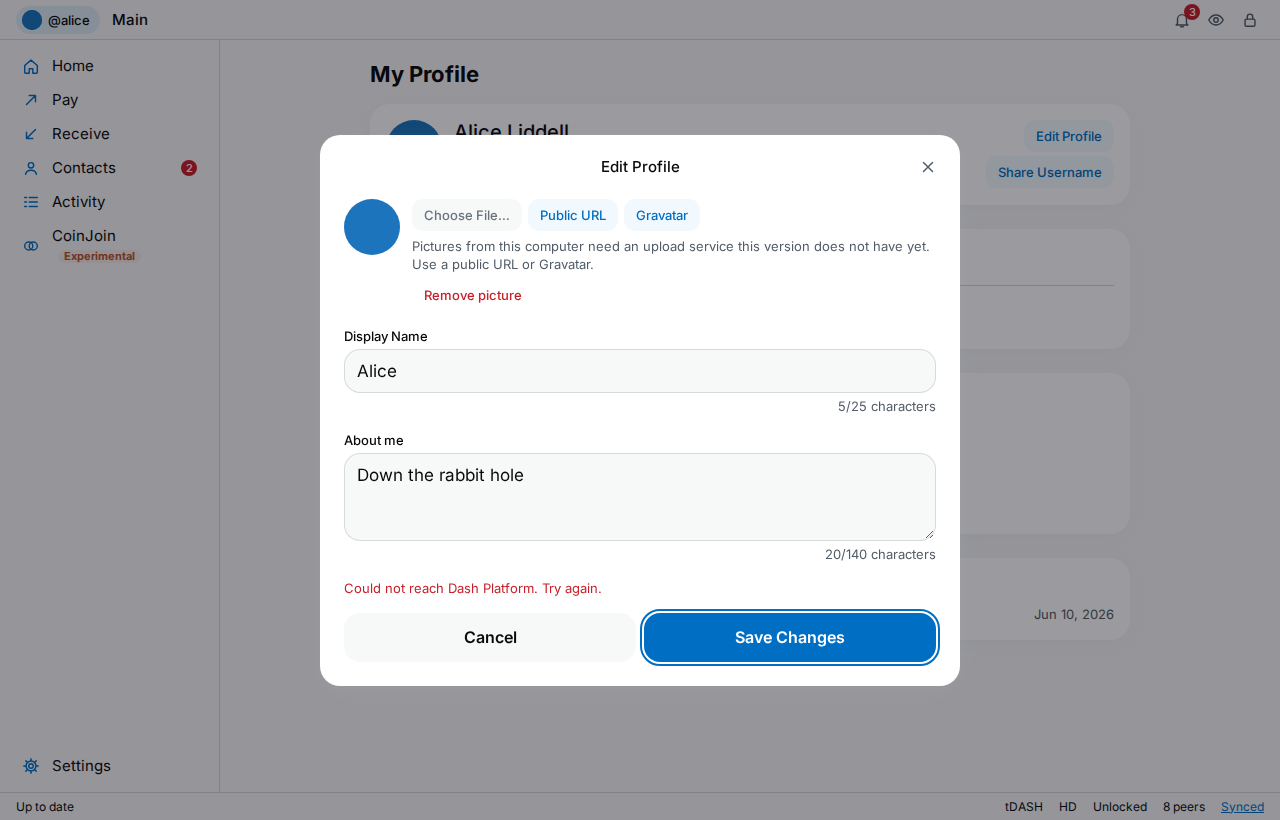 @alice Main 3
Home
Pay
Receive
Contacts 2
Activity
CoinJoin
Experimental
Settings
My Profile
Alice Liddell
Edit Profile
Share Username
Jun 10, 2026
Edit Profile
Choose File... Public URL Gravatar
Pictures from this computer need an upload service this version does not have yet.
Use a public URL or Gravatar.
Remove picture
Display Name
Alice
5/25 characters
About me
Down the rabbit hole
20/140 characters
Could not reach Dash Platform. Try again.
Cancel Save Changes
Up to date tDASH HD Unlocked 8 peers Synced